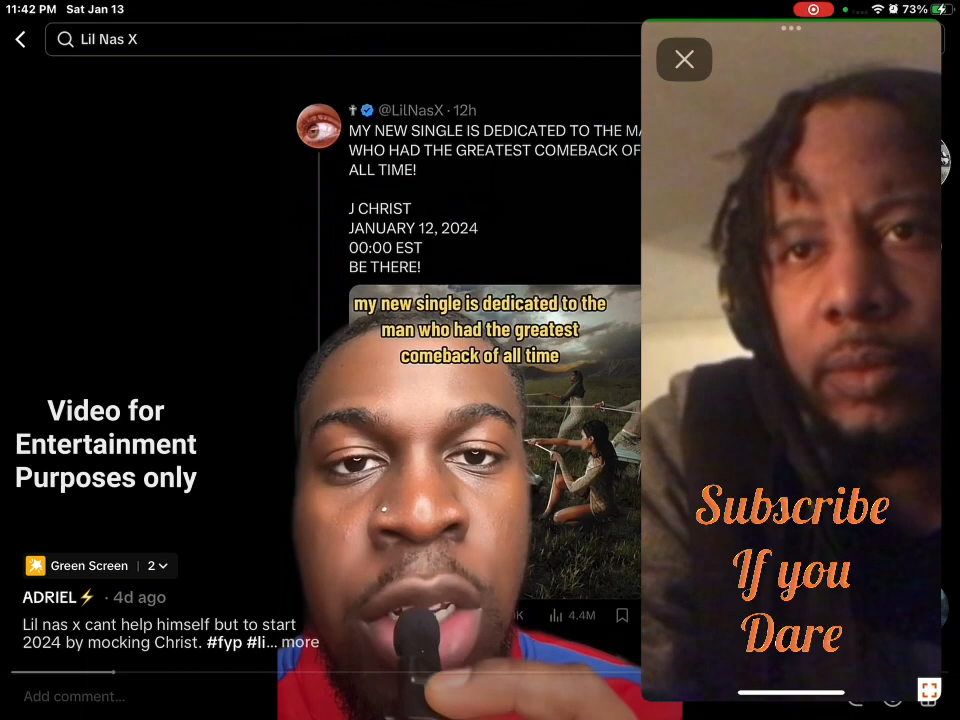 11:42 PM Sat Jan 13
73%
Lil Nas X
@LilNasX · 12h
MY NEW SINGLE IS DEDICATED TO THE
WHO HAD THE GREATEST COMEBACK OF
ALL TIME!
J CHRIST
JANUARY 12, 2024
00:00 EST
BE THERE!
my new single is dedicated to the
man who had the greatest
comeback of all time
Video for
Entertainment
Purposes only
Green Screen | 2
ADRIEL⚡ · 4d ago
Lil nas x cant help himself but to start
2024 by mocking Christ. #fyp #li... more
4.4M
Add comment...
Subscribe
If you
Dare